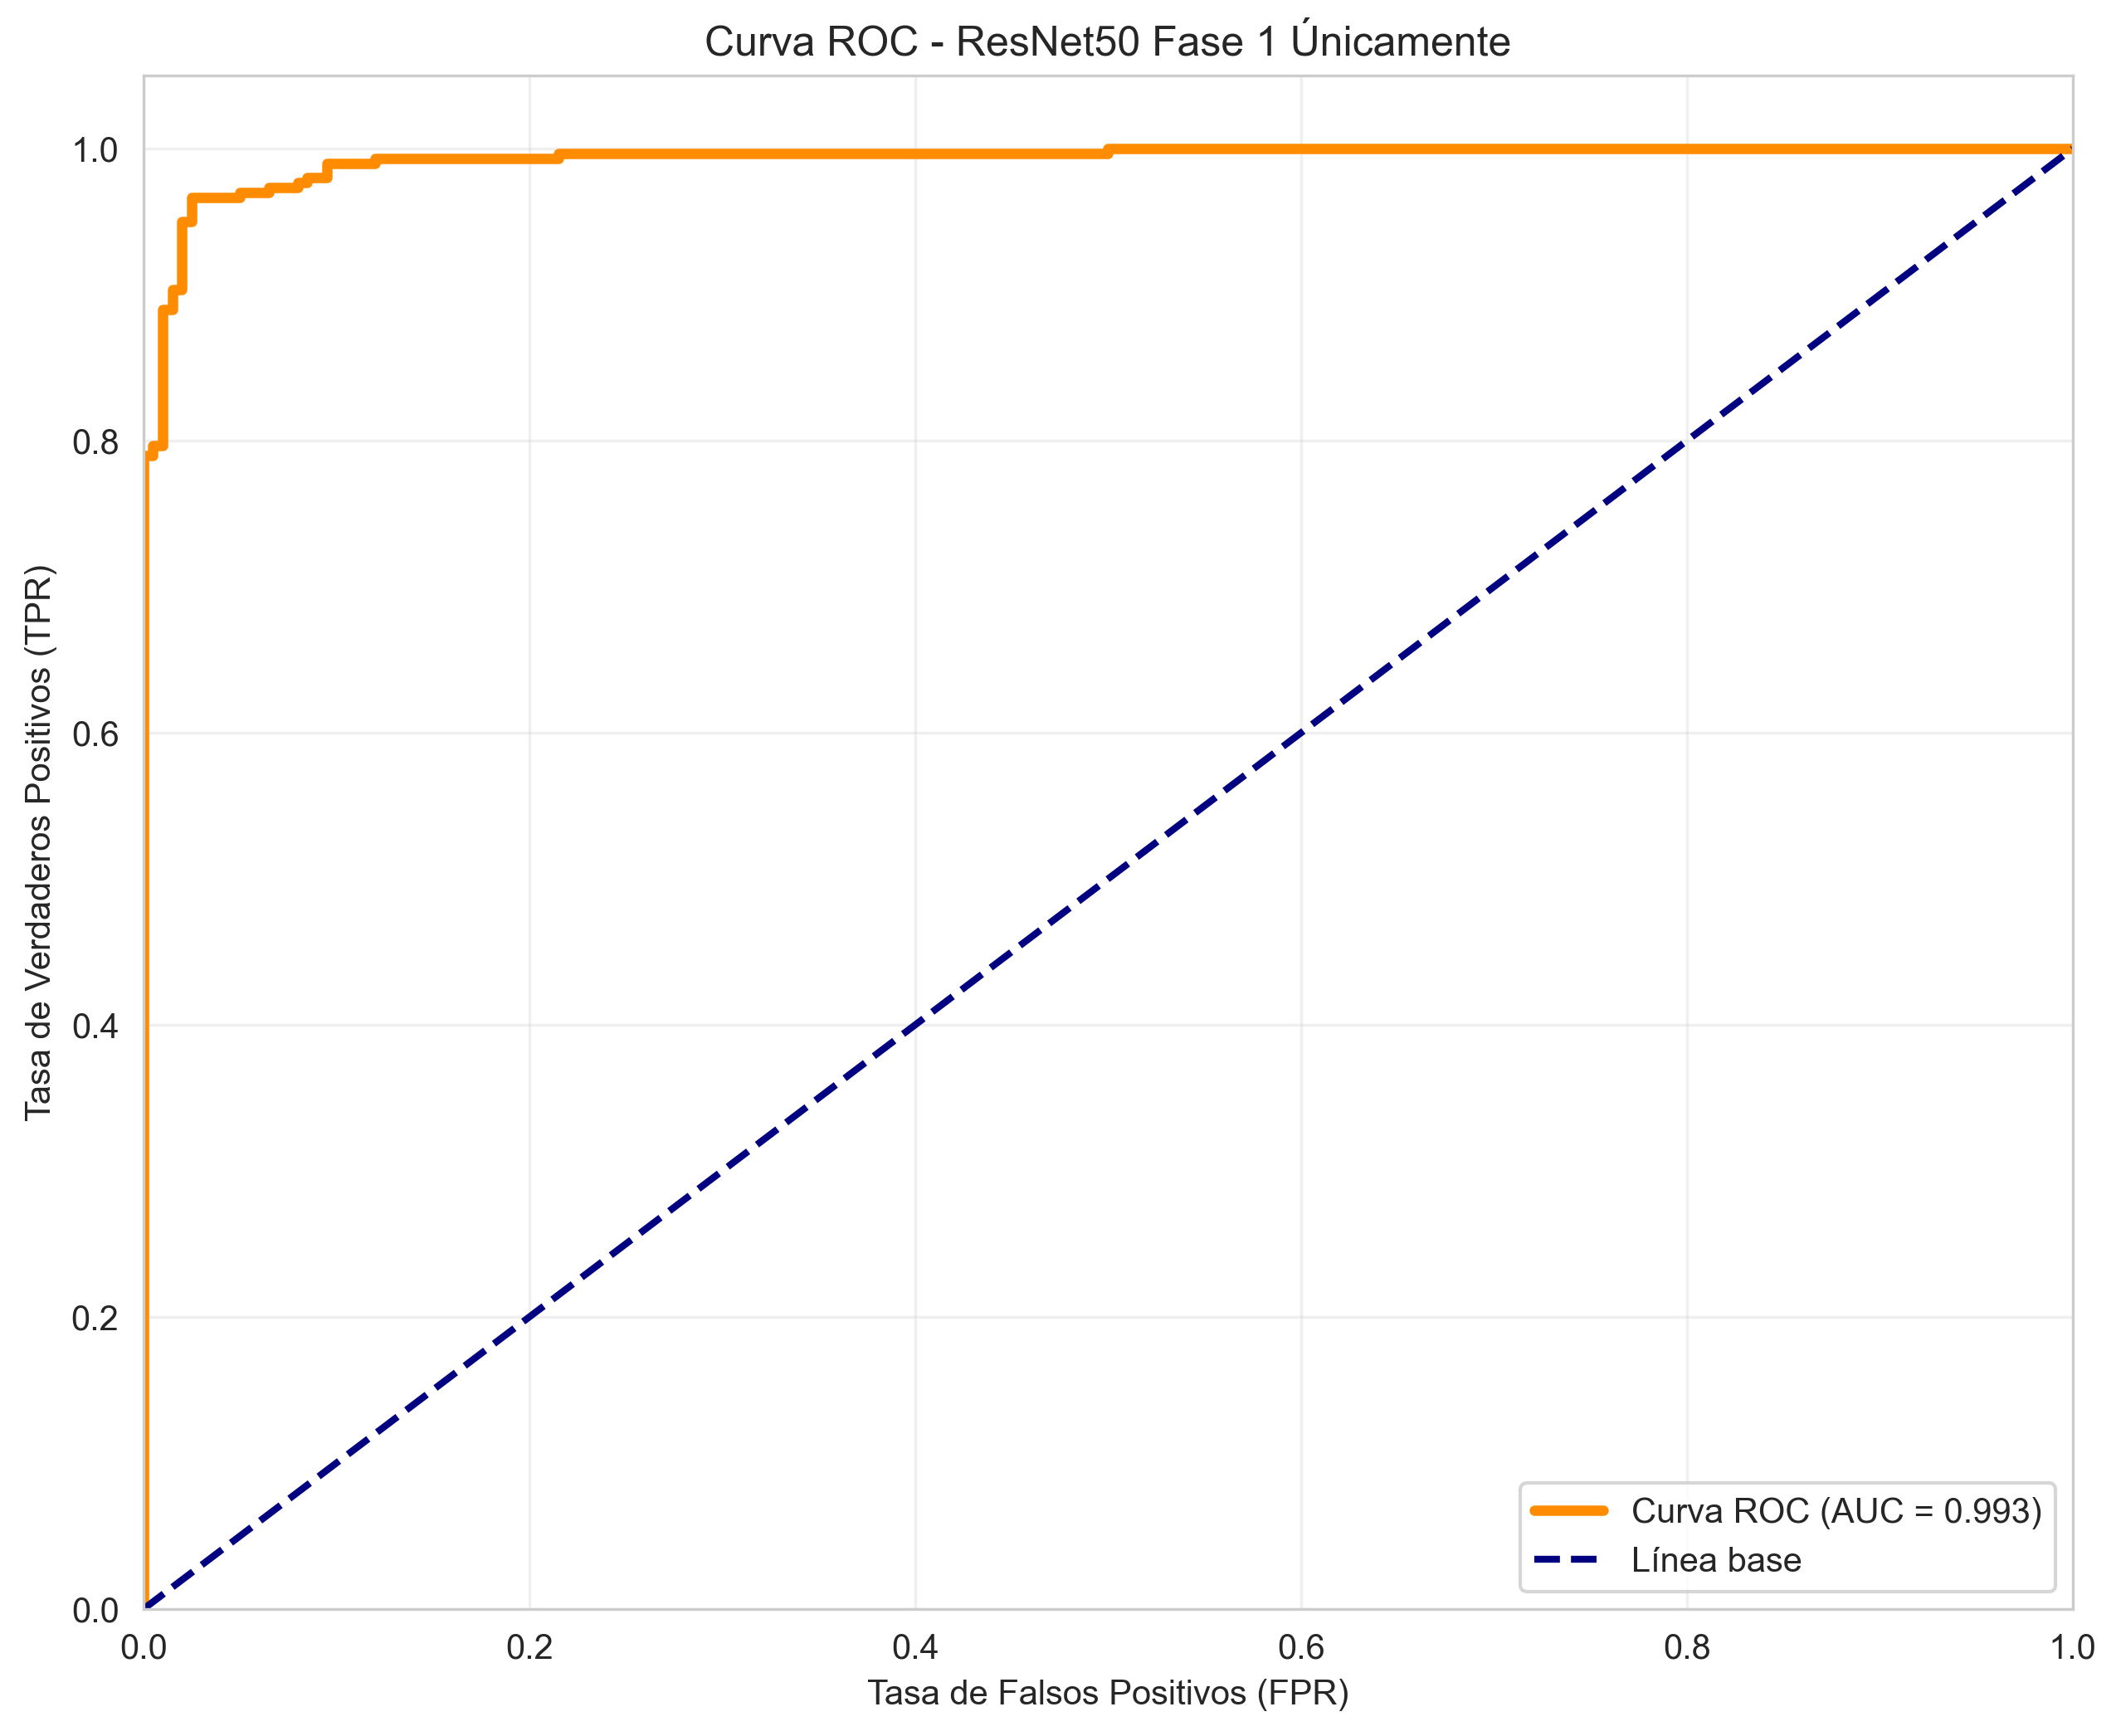 Curva ROC - ResNet50 Fase 1 Únicamente
Tasa de Verdaderos Positivos (TPR)
1.0
0.8
0.6
0.4
0.2
0.0
0.0 0.2 0.4 0.6 0.8 1.0
Tasa de Falsos Positivos (FPR)
Curva ROC (AUC = 0.993)
Línea base